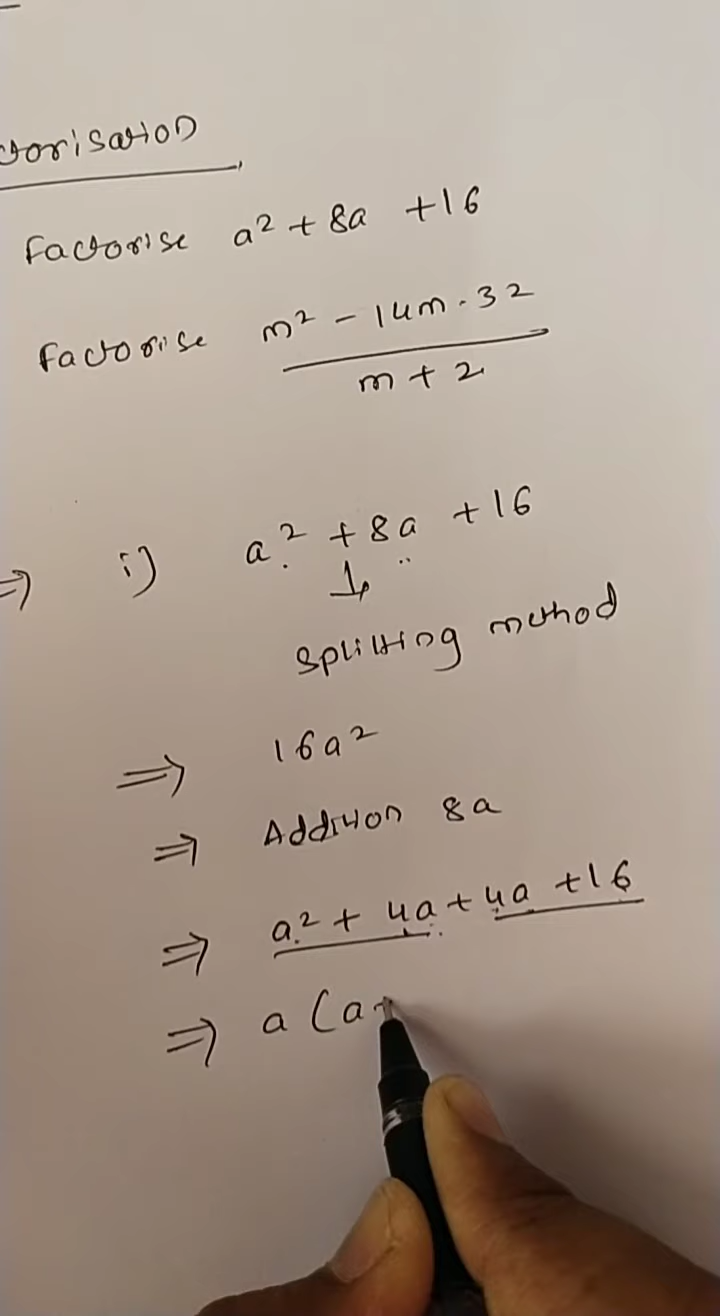 torisation
Factorise a² + 8a + 16
Factorise m² - 14m - 32
m + 2
⇒ i) a² + 8a + 16
Splitting method
⇒ 16a²
⇒ Addition 8a
⇒ a² + 4a + 4a + 16
⇒ a (a+